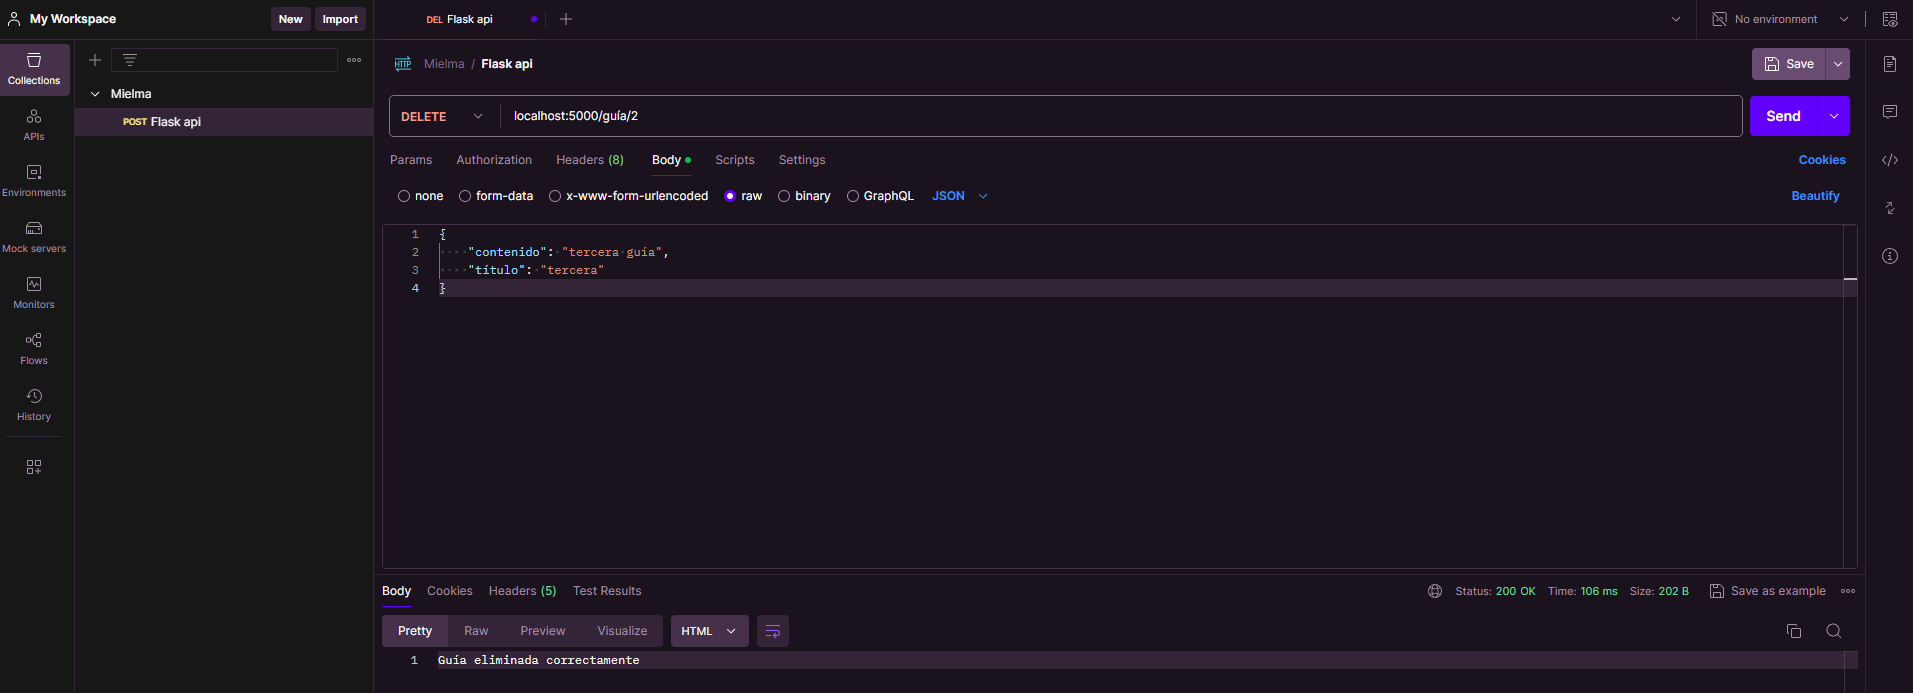 My Workspace
New
Import
DEL Flask api
No environment
Collections
APIs
Environments
Mock servers
Monitors
Flows
History
Mielma
POST Flask api
HTTP
Mielma / Flask api
Save
DELETE
localhost:5000/guía/2
Send
Params
Authorization
Headers (8)
Body
Scripts
Settings
Cookies
none
form-data
x-www-form-urlencoded
raw
binary
GraphQL
JSON
Beautify
1 {
2 "contenido": "tercera guía",
3 "título": "tercera"
4 }
Body
Cookies
Headers (5)
Test Results
Status: 200 OK
Time: 106 ms
Size: 202 B
Save as example
Pretty
Raw
Preview
Visualize
HTML
1 Guía eliminada correctamente